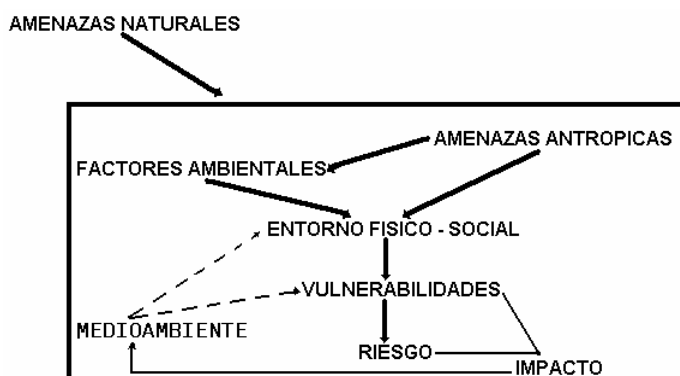 AMENAZAS NATURALES
AMENAZAS ANTROPICAS
FACTORES AMBIENTALES
ENTORNO FISICO - SOCIAL
VULNERABILIDADES
MEDIOAMBIENTE
RIESGO
IMPACTO